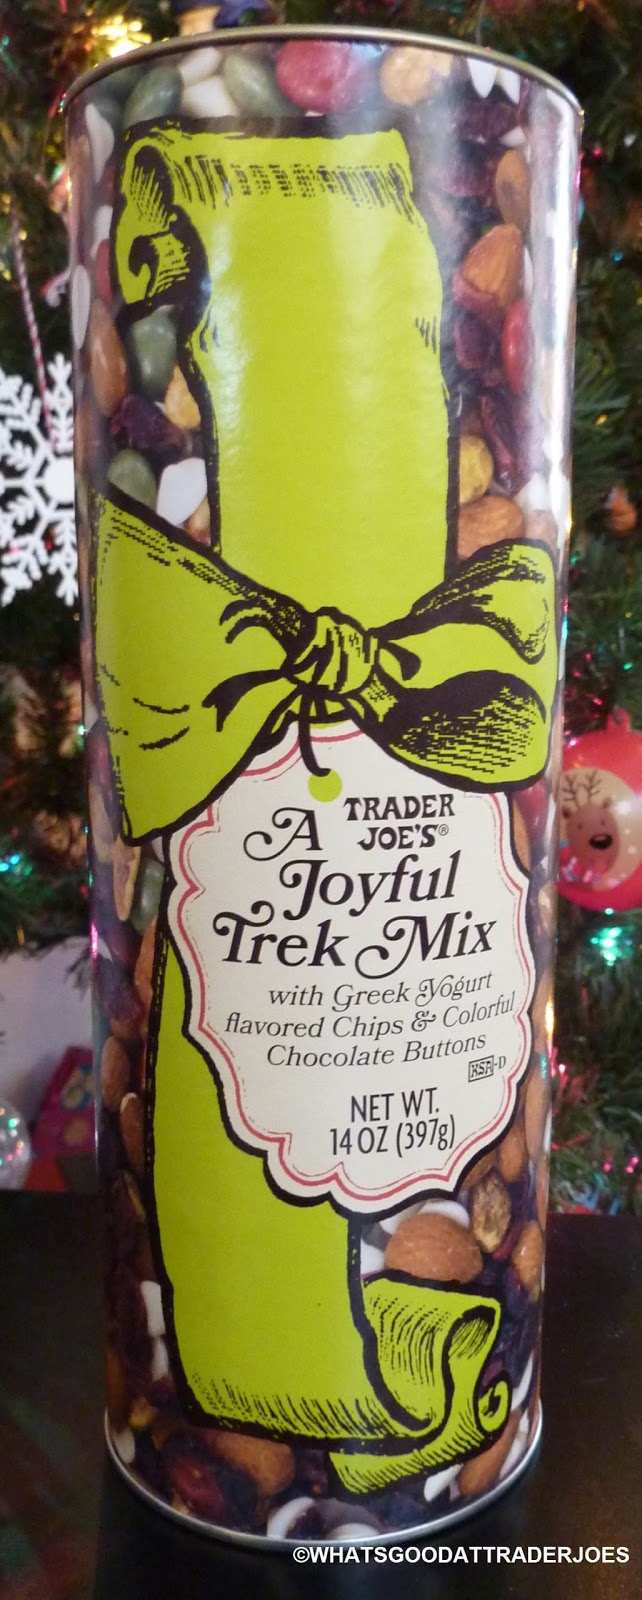 TRADER
JOE'S®
A
Joyful
Trek Mix
with Greek Yogurt
flavored Chips & Colorful
Chocolate Buttons
KSA-D
NET WT.
14 OZ (397g)
©WHATSGOODATTRADERJOES